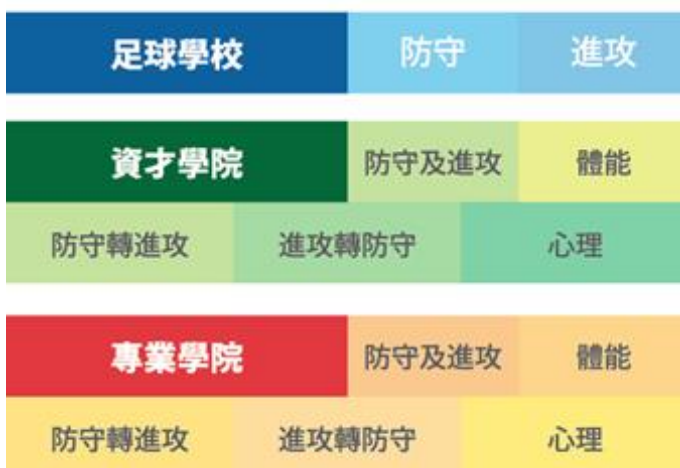 足球學校 防守 進攻
資才學院 防守及進攻 體能
防守轉進攻 進攻轉防守 心理
專業學院 防守及進攻 體能
防守轉進攻 進攻轉防守 心理